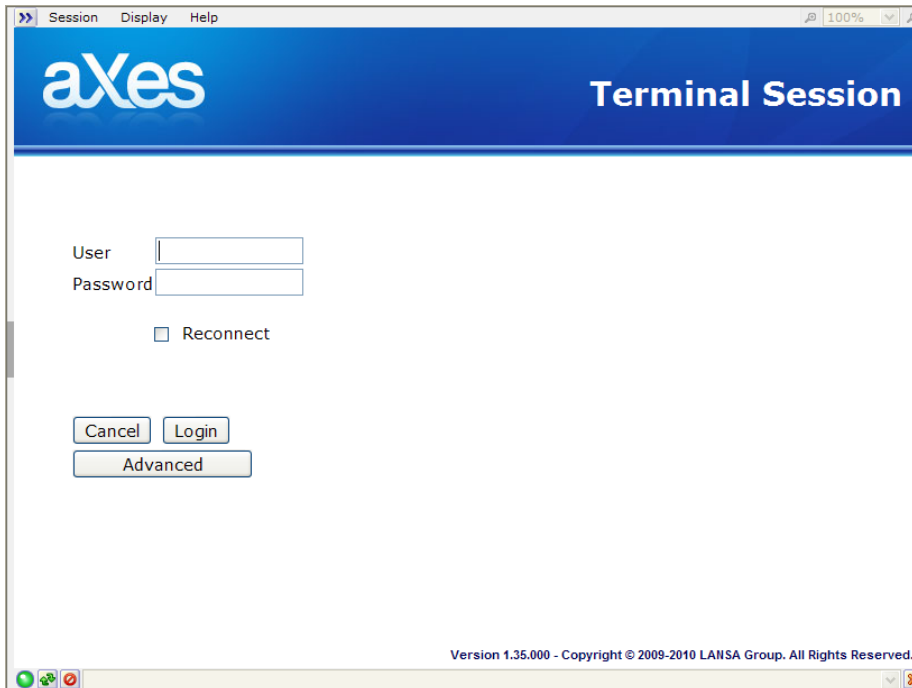 Session Display Help 100%
aXes
Terminal Session
User
Password
Reconnect
Cancel Login
Advanced
Version 1.35.000 - Copyright © 2009-2010 LANSA Group. All Rights Reserved.